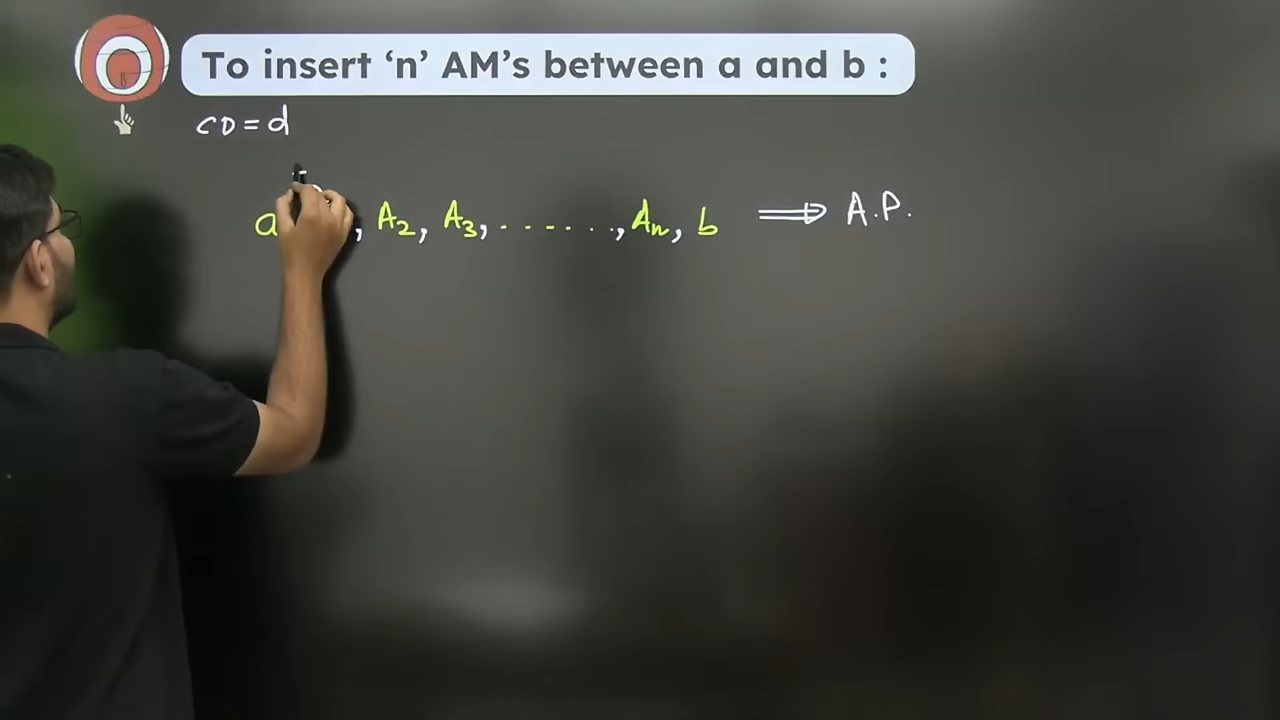 To insert ‘n’ AM’s between a and b :
CD = d
a , A2, A3, . . . . . . ., An, b ⟹ A.P.